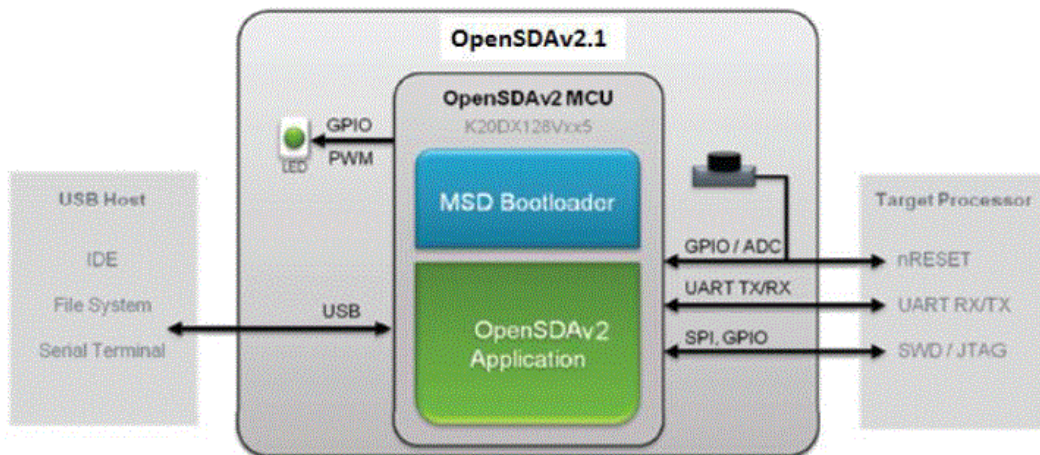 OpenSDAv2.1
OpenSDAv2 MCU
K20DX128Vxx5
GPIO
PWM
LED
MSD Bootloader
OpenSDAv2
Application
USB Host
IDE
File System
Serial Terminal
USB
GPIO / ADC
UART TX/RX
SPI, GPIO
Target Processor
nRESET
UART RX/TX
SWD / JTAG